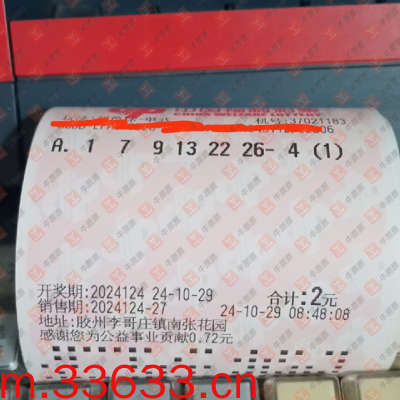 CHINA WELFARE LOTTERY
机号:37021183
A. 1 7 9 13 22 26- 4 (1)
开奖期:2024124 24-10-29 合计:2元
销售期:2024124-27 24-10-29 08:48:08
地址:胶州李哥庄镇南张花园
感谢您为公益事业贡献0.72元
m.33633.cn